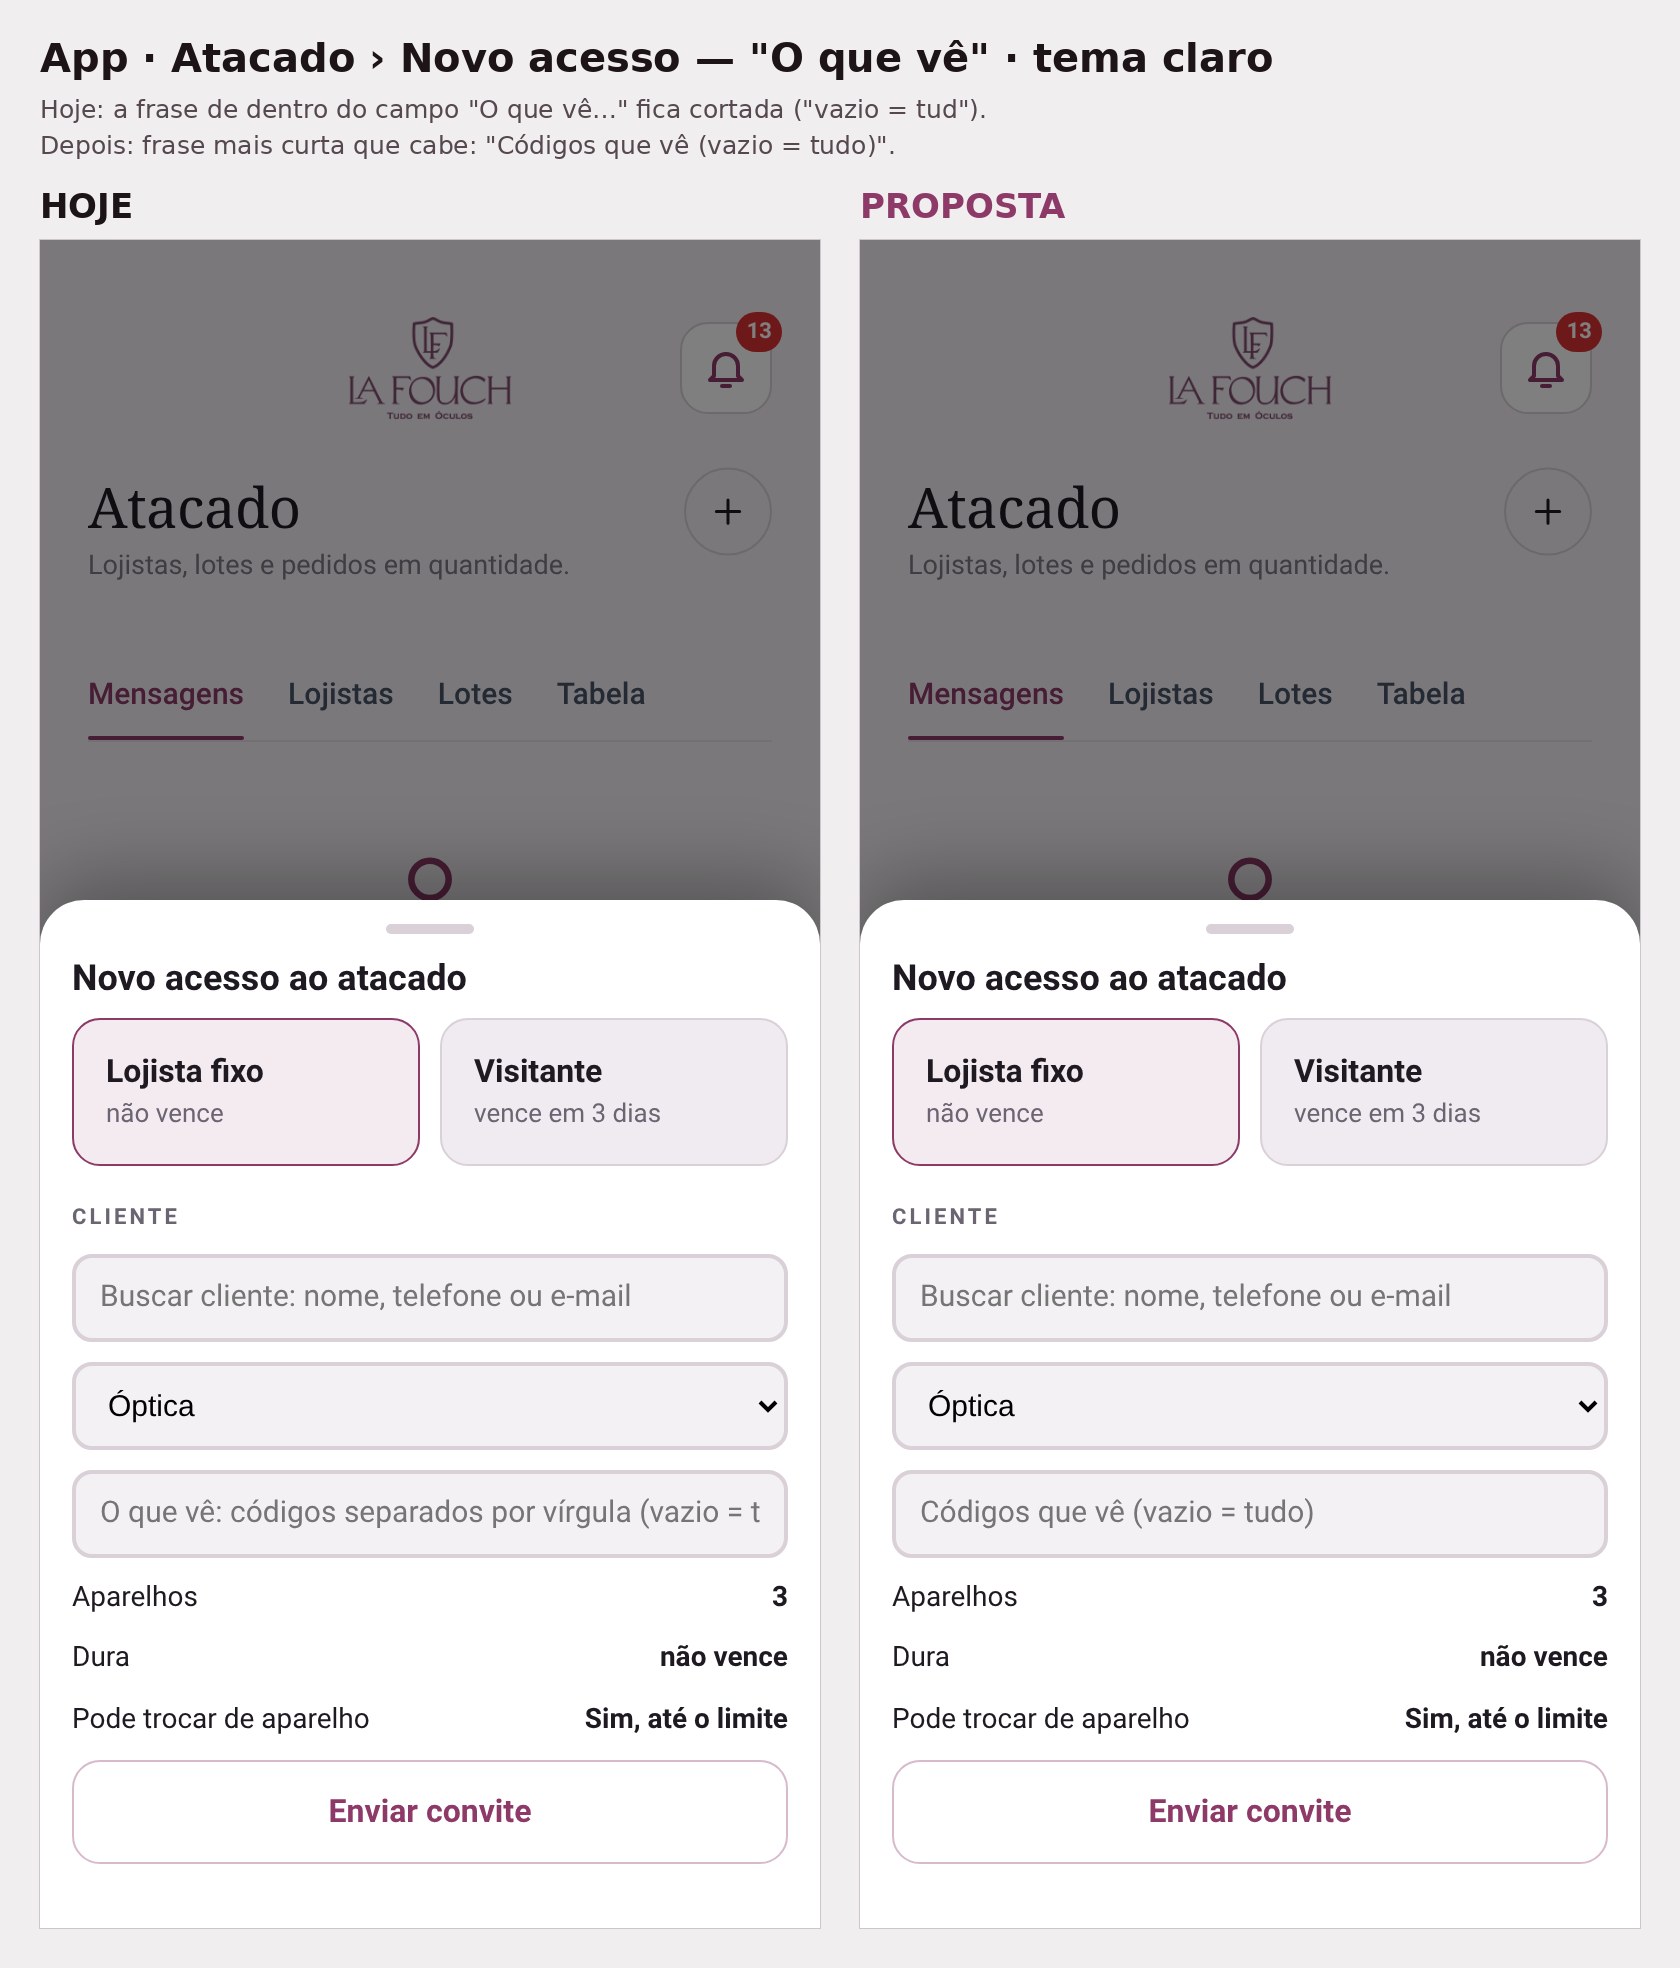 App · Atacado › Novo acesso — "O que vê" · tema claro
Hoje: a frase de dentro do campo "O que vê..." fica cortada ("vazio = tud").
Depois: frase mais curta que cabe: "Códigos que vê (vazio = tudo)".
HOJE
LF
LA FOUCH
TUDO EM ÓCULOS
13
Atacado
+
Lojistas, lotes e pedidos em quantidade.
Mensagens Lojistas Lotes Tabela
Novo acesso ao atacado
Lojista fixo
não vence
Visitante
vence em 3 dias
CLIENTE
Buscar cliente: nome, telefone ou e-mail
Óptica
O que vê: códigos separados por vírgula (vazio = t
Aparelhos 3
Dura não vence
Pode trocar de aparelho Sim, até o limite
Enviar convite
PROPOSTA
LF
LA FOUCH
TUDO EM ÓCULOS
13
Atacado
+
Lojistas, lotes e pedidos em quantidade.
Mensagens Lojistas Lotes Tabela
Novo acesso ao atacado
Lojista fixo
não vence
Visitante
vence em 3 dias
CLIENTE
Buscar cliente: nome, telefone ou e-mail
Óptica
Códigos que vê (vazio = tudo)
Aparelhos 3
Dura não vence
Pode trocar de aparelho Sim, até o limite
Enviar convite